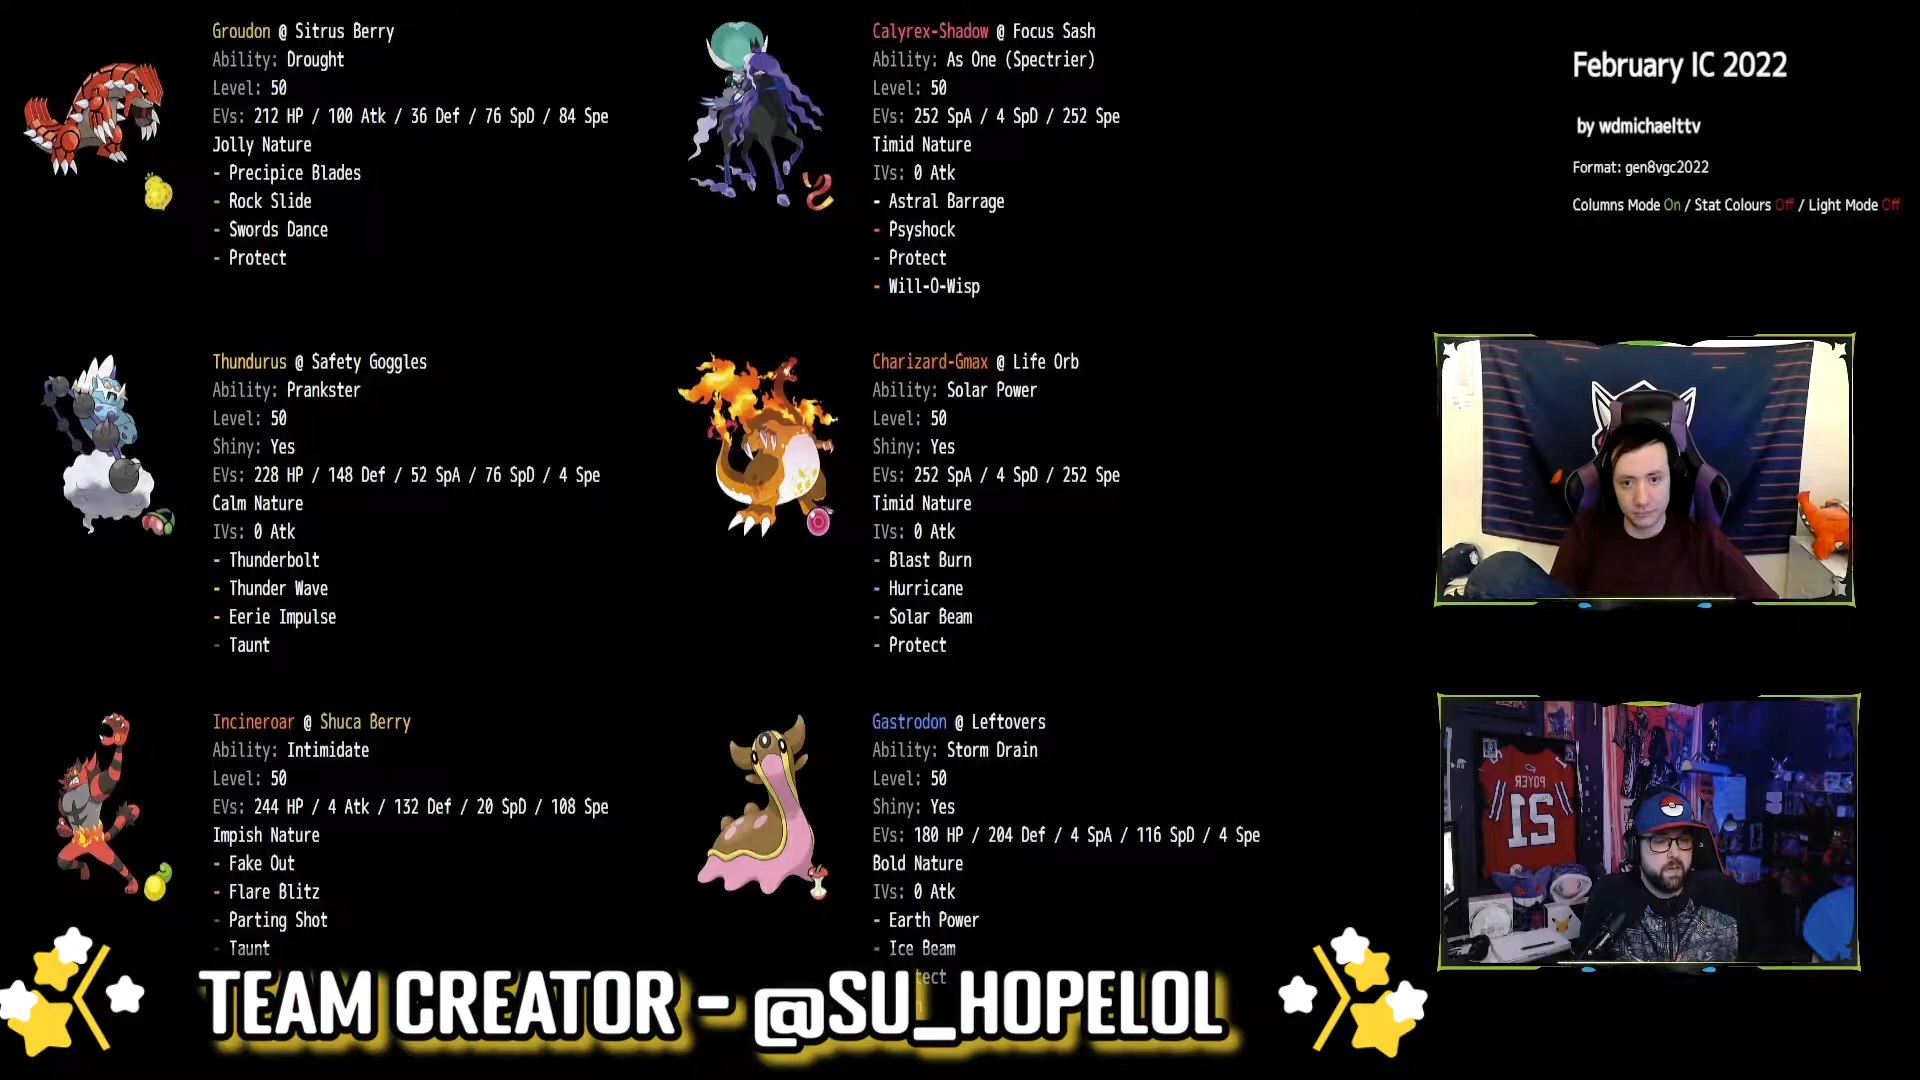 Groudon @ Sitrus Berry
Ability: Drought
Level: 50
EVs: 212 HP / 100 Atk / 36 Def / 76 SpD / 84 Spe
Jolly Nature
- Precipice Blades
- Rock Slide
- Swords Dance
- Protect
Calyrex-Shadow @ Focus Sash
Ability: As One (Spectrier)
Level: 50
EVs: 252 SpA / 4 SpD / 252 Spe
Timid Nature
IVs: 0 Atk
- Astral Barrage
- Psyshock
- Protect
- Will-O-Wisp
February IC 2022
by wdmichaelttv
Format: gen8vgc2022
Columns Mode On / Stat Colours Off / Light Mode Off
Thundurus @ Safety Goggles
Ability: Prankster
Level: 50
Shiny: Yes
EVs: 228 HP / 148 Def / 52 SpA / 76 SpD / 4 Spe
Calm Nature
IVs: 0 Atk
- Thunderbolt
- Thunder Wave
- Eerie Impulse
- Taunt
Charizard-Gmax @ Life Orb
Ability: Solar Power
Level: 50
Shiny: Yes
EVs: 252 SpA / 4 SpD / 252 Spe
Timid Nature
IVs: 0 Atk
- Blast Burn
- Hurricane
- Solar Beam
- Protect
Incineroar @ Shuca Berry
Ability: Intimidate
Level: 50
EVs: 244 HP / 4 Atk / 132 Def / 20 SpD / 108 Spe
Impish Nature
- Fake Out
- Flare Blitz
- Parting Shot
- Taunt
Gastrodon @ Leftovers
Ability: Storm Drain
Level: 50
Shiny: Yes
EVs: 180 HP / 204 Def / 4 SpA / 116 SpD / 4 Spe
Bold Nature
IVs: 0 Atk
- Earth Power
- Ice Beam
tect
POYER
21
TEAM CREATOR - @SU_HOPELOL